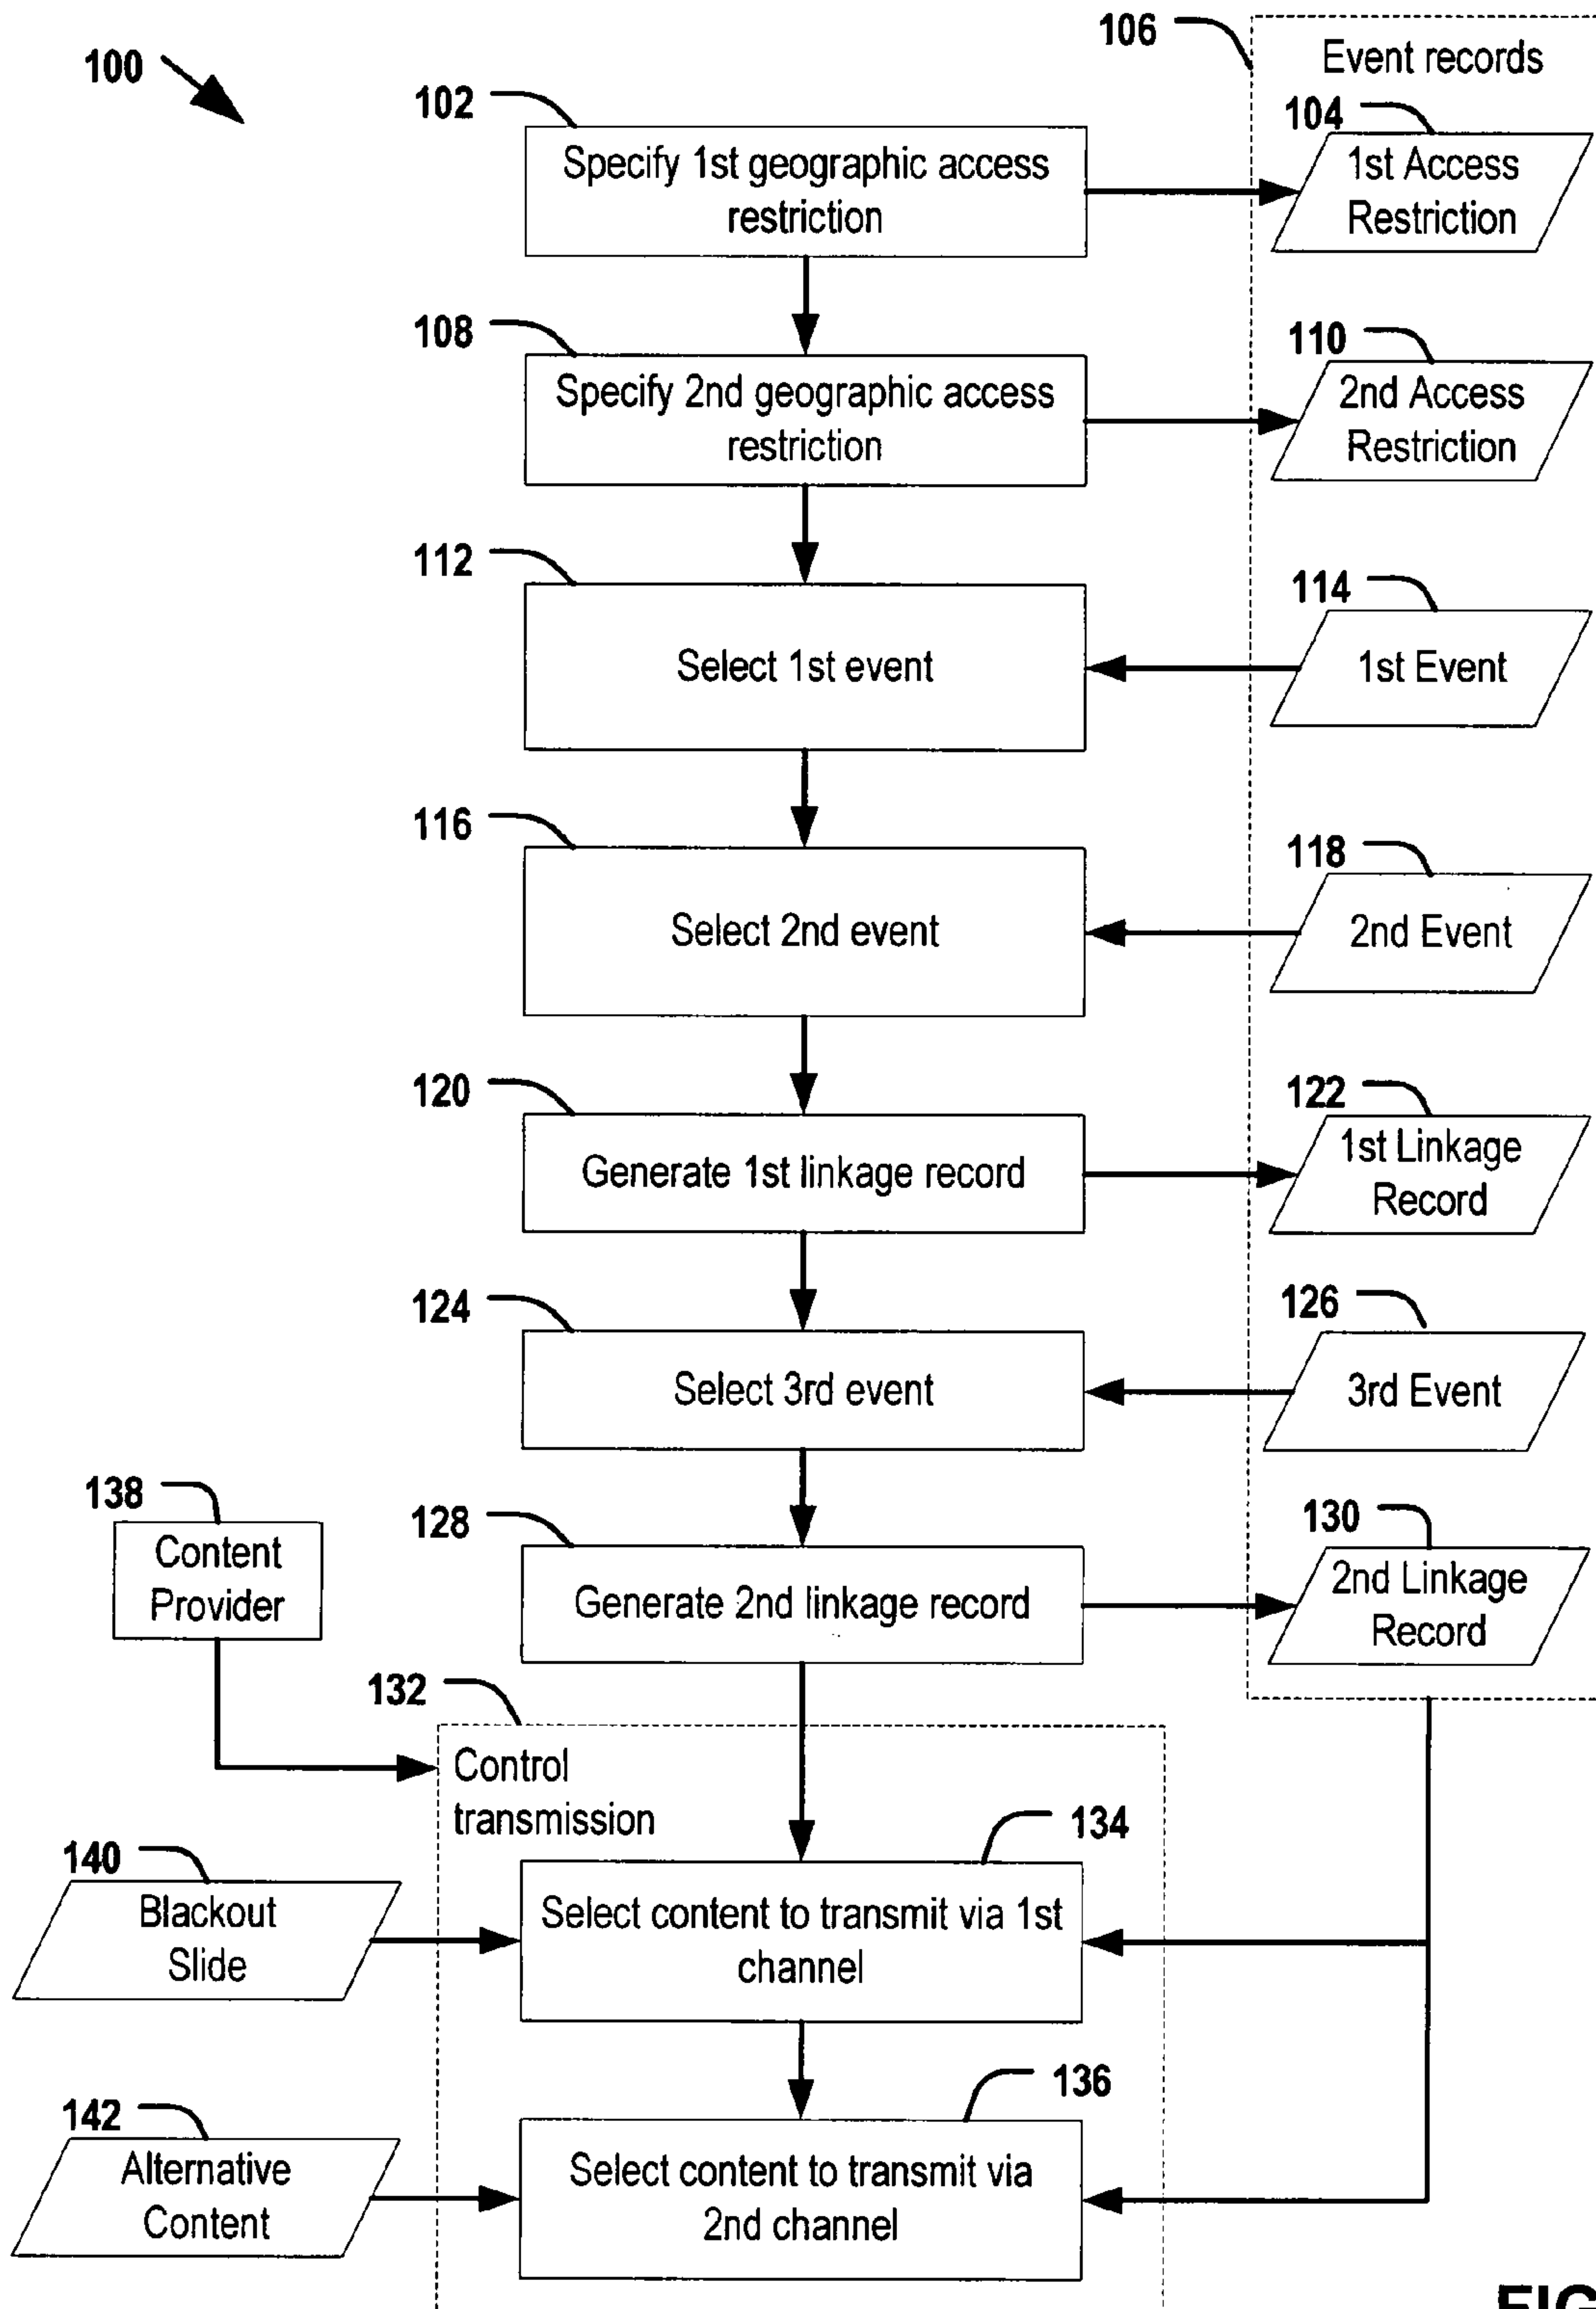 100
106
Event records
102
Specify 1st geographic access
restriction
104
1st Access
Restriction
108
Specify 2nd geographic access
restriction
110
2nd Access
Restriction
112
Select 1st event
114
1st Event
116
Select 2nd event
118
2nd Event
120
Generate 1st linkage record
122
1st Linkage
Record
124
Select 3rd event
126
3rd Event
138
Content
Provider
128
Generate 2nd linkage record
130
2nd Linkage
Record
132
Control
transmission
134
140
Blackout
Slide
Select content to transmit via 1st
channel
136
142
Alternative
Content
Select content to transmit via
2nd channel
FIG